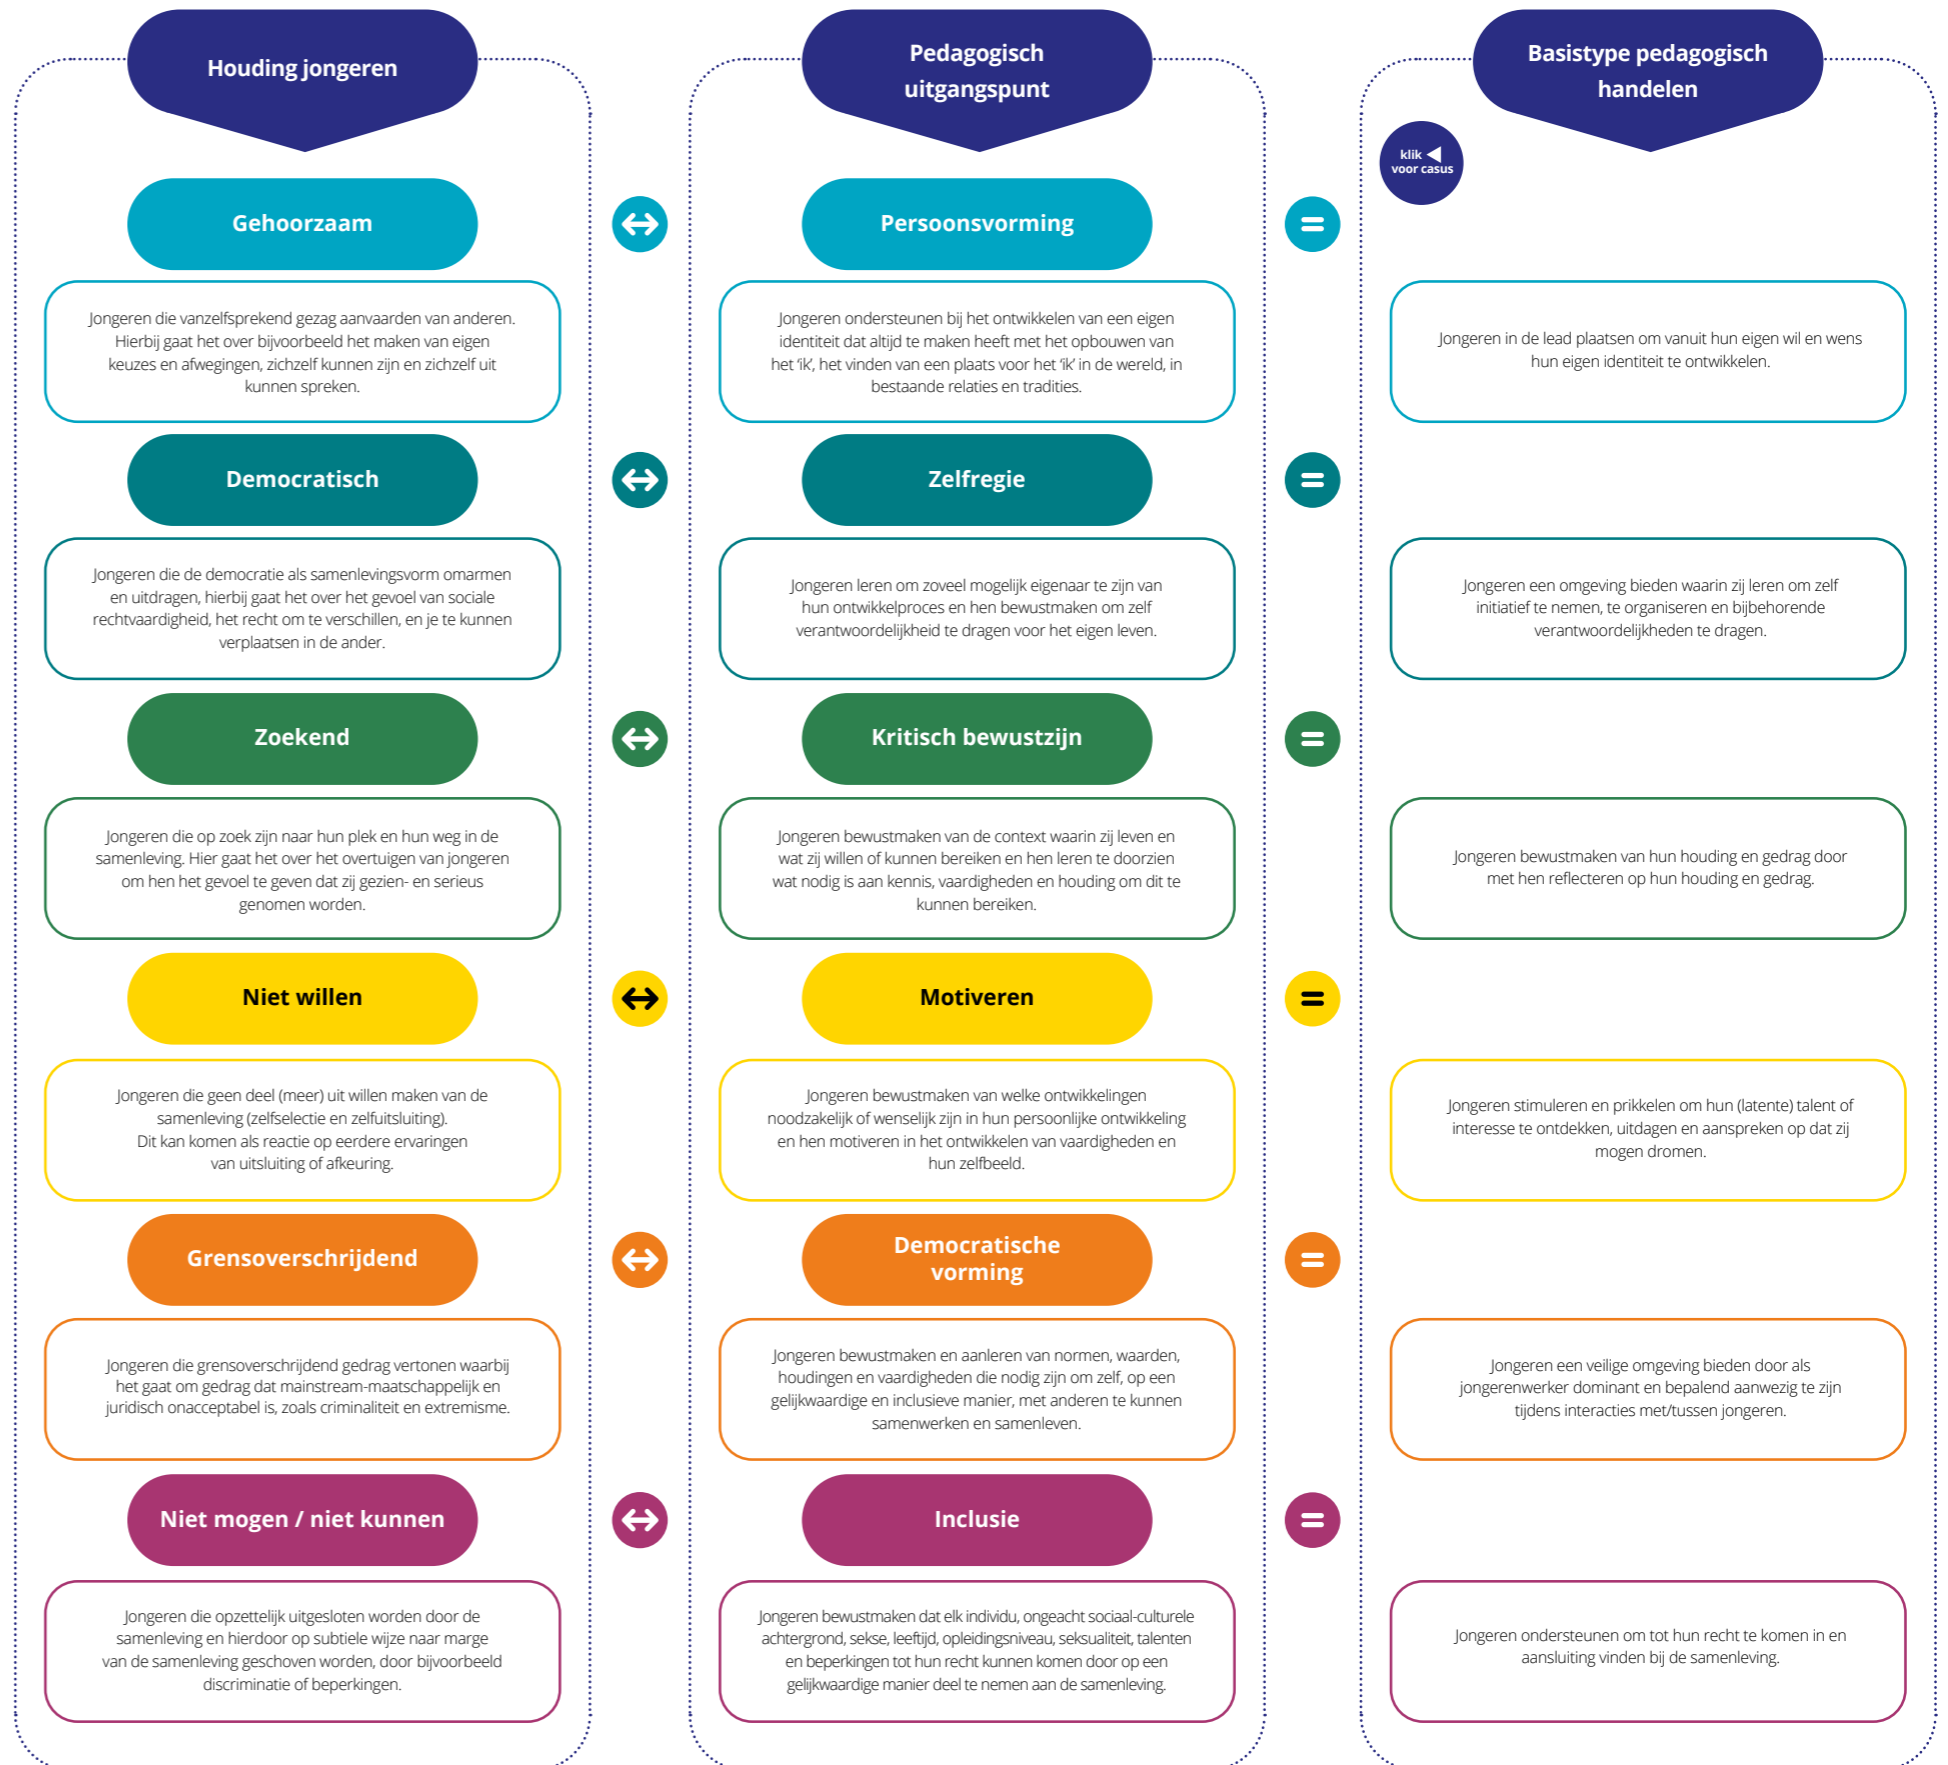 Houding jongeren
Pedagogisch
uitgangspunt
Basistype pedagogisch
handelen
klik
voor casus
Gehoorzaam
Persoonsvorming
Jongeren die vanzelfsprekend gezag aanvaarden van anderen.
Hierbij gaat het over bijvoorbeeld het maken van eigen
keuzes en afwegingen, zichzelf kunnen zijn en zichzelf uit
kunnen spreken.
Jongeren ondersteunen bij het ontwikkelen van een eigen
identiteit dat altijd te maken heeft met het opbouwen van
het ‘ik’, het vinden van een plaats voor het ‘ik’ in de wereld, in
bestaande relaties en tradities.
Jongeren in de lead plaatsen om vanuit hun eigen wil en wens
hun eigen identiteit te ontwikkelen.
Democratisch
Zelfregie
Jongeren die de democratie als samenlevingsvorm omarmen
en uitdragen, hierbij gaat het over het gevoel van sociale
rechtvaardigheid, het recht om te verschillen, en je te kunnen
verplaatsen in de ander.
Jongeren leren om zoveel mogelijk eigenaar te zijn van
hun ontwikkelproces en hen bewustmaken om zelf
verantwoordelijkheid te dragen voor het eigen leven.
Jongeren een omgeving bieden waarin zij leren om zelf
initiatief te nemen, te organiseren en bijbehorende
verantwoordelijkheden te dragen.
Zoekend
Kritisch bewustzijn
Jongeren die op zoek zijn naar hun plek en hun weg in de
samenleving. Hier gaat het over het overtuigen van jongeren
om hen het gevoel te geven dat zij gezien- en serieus
genomen worden.
Jongeren bewustmaken van de context waarin zij leven en
wat zij willen of kunnen bereiken en hen leren te doorzien
wat nodig is aan kennis, vaardigheden en houding om dit te
kunnen bereiken.
Jongeren bewustmaken van hun houding en gedrag door
met hen reflecteren op hun houding en gedrag.
Niet willen
Motiveren
Jongeren die geen deel (meer) uit willen maken van de
samenleving (zelfselectie en zelfuitsluiting).
Dit kan komen als reactie op eerdere ervaringen
van uitsluiting of afkeuring.
Jongeren bewustmaken van welke ontwikkelingen
noodzakelijk of wenselijk zijn in hun persoonlijke ontwikkeling
en hen motiveren in het ontwikkelen van vaardigheden en
hun zelfbeeld.
Jongeren stimuleren en prikkelen om hun (latente) talent of
interesse te ontdekken, uitdagen en aanspreken op dat zij
mogen dromen.
Grensoverschrijdend
Democratische
vorming
Jongeren die grensoverschrijdend gedrag vertonen waarbij
het gaat om gedrag dat mainstream-maatschappelijk en
juridisch onacceptabel is, zoals criminaliteit en extremisme.
Jongeren bewustmaken en aanleren van normen, waarden,
houdingen en vaardigheden die nodig zijn om zelf, op een
gelijkwaardige en inclusieve manier, met anderen te kunnen
samenwerken en samenleven.
Jongeren een veilige omgeving bieden door als
jongerenwerker dominant en bepalend aanwezig te zijn
tijdens interacties met/tussen jongeren.
Niet mogen / niet kunnen
Inclusie
Jongeren die opzettelijk uitgesloten worden door de
samenleving en hierdoor op subtiele wijze naar marge
van de samenleving geschoven worden, door bijvoorbeeld
discriminatie of beperkingen.
Jongeren bewustmaken dat elk individu, ongeacht sociaal-culturele
achtergrond, sekse, leeftijd, opleidingsniveau, seksualiteit, talenten
en beperkingen tot hun recht kunnen komen door op een
gelijkwaardige manier deel te nemen aan de samenleving.
Jongeren ondersteunen om tot hun recht te komen in en
aansluiting vinden bij de samenleving.